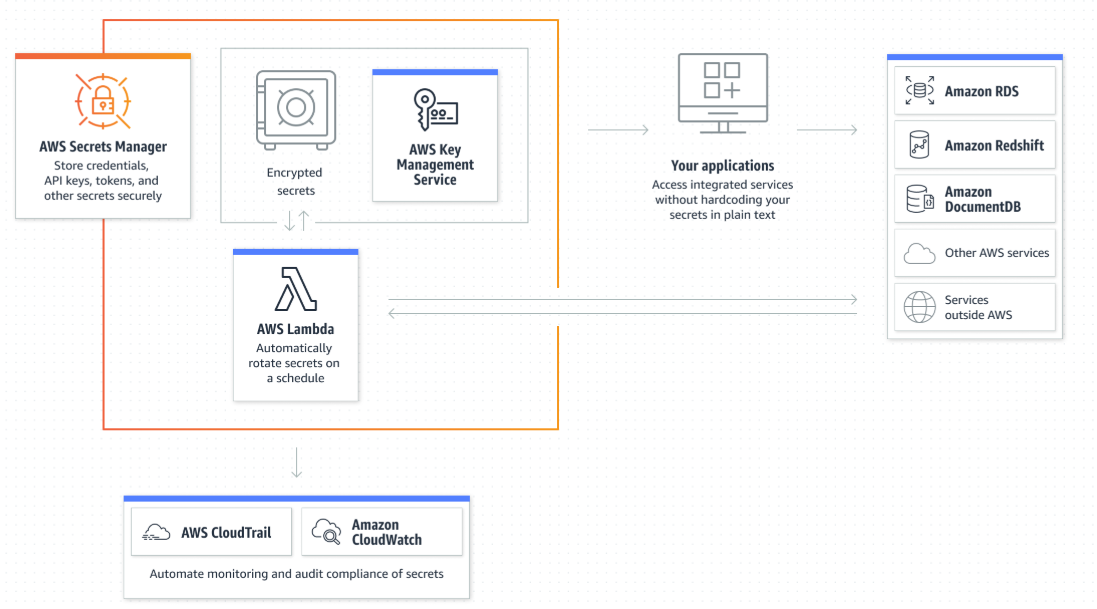 AWS Secrets Manager
Store credentials,
API keys, tokens, and
other secrets securely
Encrypted
secrets
AWS Key
Management
Service
AWS Lambda
Automatically
rotate secrets on
a schedule
Your applications
Access integrated services
without hardcoding your
secrets in plain text
Amazon RDS
Amazon Redshift
Amazon
DocumentDB
Other AWS services
Services
outside AWS
AWS CloudTrail
Amazon
CloudWatch
Automate monitoring and audit compliance of secrets